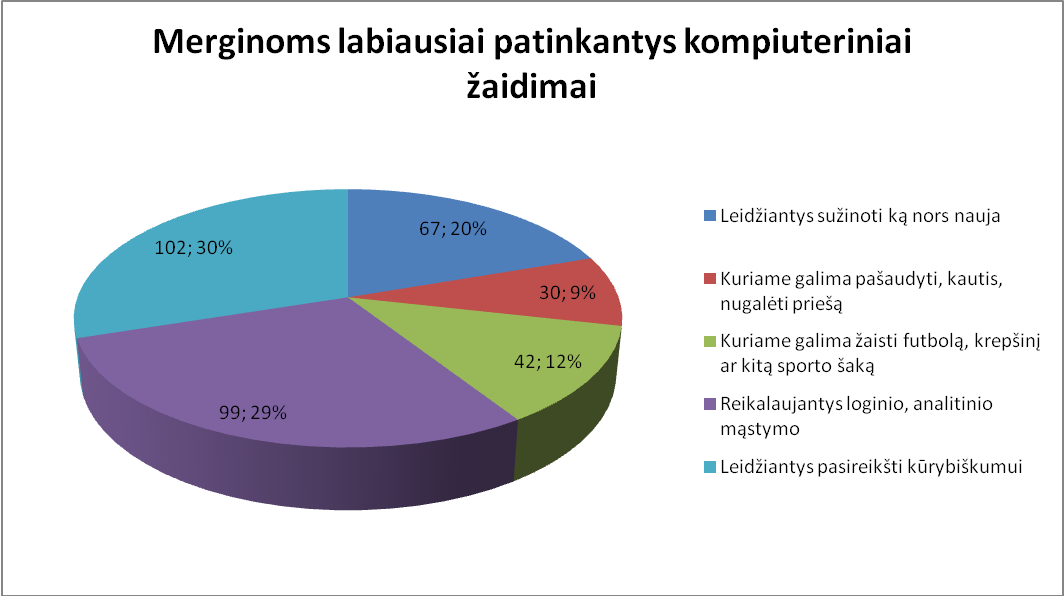 Merginoms labiausiai patinkantys kompiuteriniai
žaidimai
67; 20%
30; 9%
42; 12%
99; 29%
102; 30%
Leidžiantys sužinoti ką nors nauja
Kuriame galima pašaudyti, kautis,
nugalėti priešą
Kuriame galima žaisti futbolą, krepšinį
ar kitą sporto šaką
Reikalaujantys loginio, analitinio
mąstymo
Leidžiantys pasireikšti kūrybiškumui